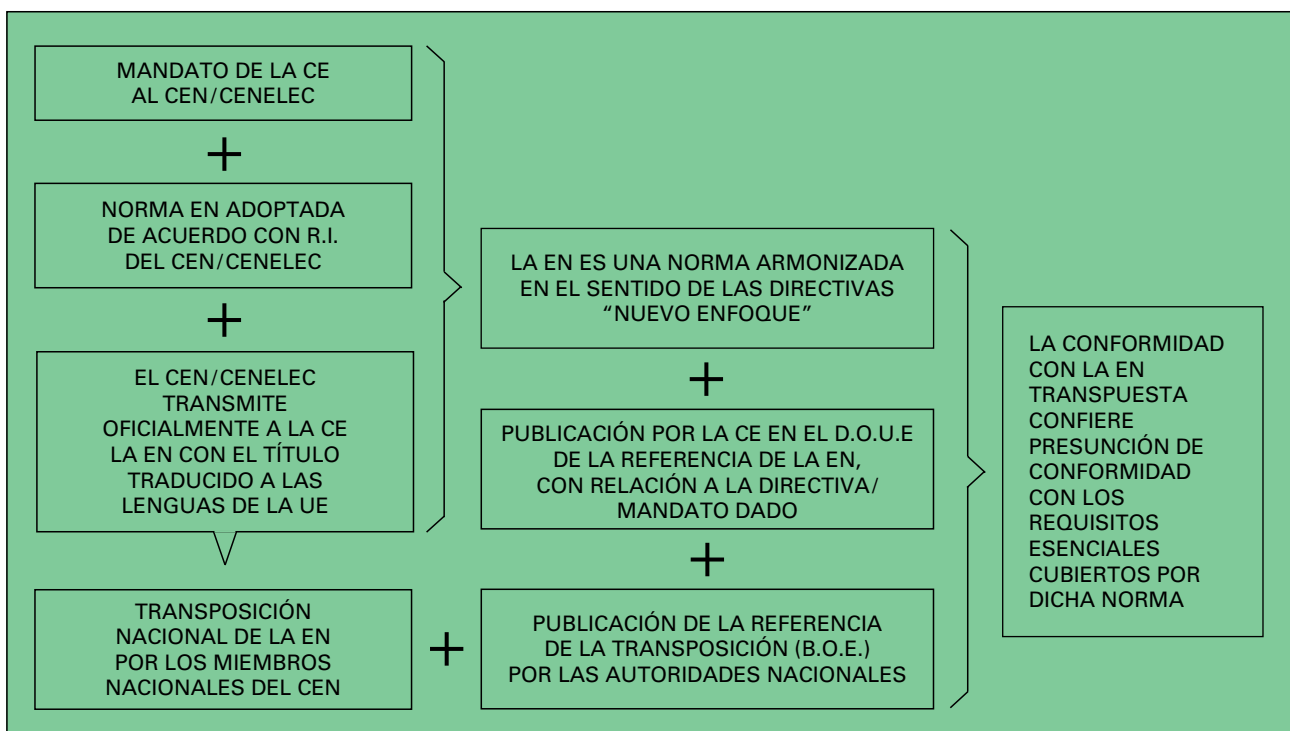 MANDATO DE LA CE
AL CEN/CENELEC
+
NORMA EN ADOPTADA
DE ACUERDO CON R.I.
DEL CEN/CENELEC
+
EL CEN/CENELEC
TRANSMITE
OFICIALMENTE A LA CE
LA EN CON EL TÍTULO
TRADUCIDO A LAS
LENGUAS DE LA UE
TRANSPOSICIÓN
NACIONAL DE LA EN
POR LOS MIEMBROS
NACIONALES DEL CEN
+
LA EN ES UNA NORMA ARMONIZADA
EN EL SENTIDO DE LAS DIRECTIVAS
“NUEVO ENFOQUE”
+
PUBLICACIÓN POR LA CE EN EL D.O.U.E
DE LA REFERENCIA DE LA EN,
CON RELACIÓN A LA DIRECTIVA/
MANDATO DADO
+
PUBLICACIÓN DE LA REFERENCIA
DE LA TRANSPOSICIÓN (B.O.E.)
POR LAS AUTORIDADES NACIONALES
LA CONFORMIDAD
CON LA EN
TRANSPUESTA
CONFIERE
PRESUNCIÓN DE
CONFORMIDAD
CON LOS
REQUISITOS
ESENCIALES
CUBIERTOS POR
DICHA NORMA